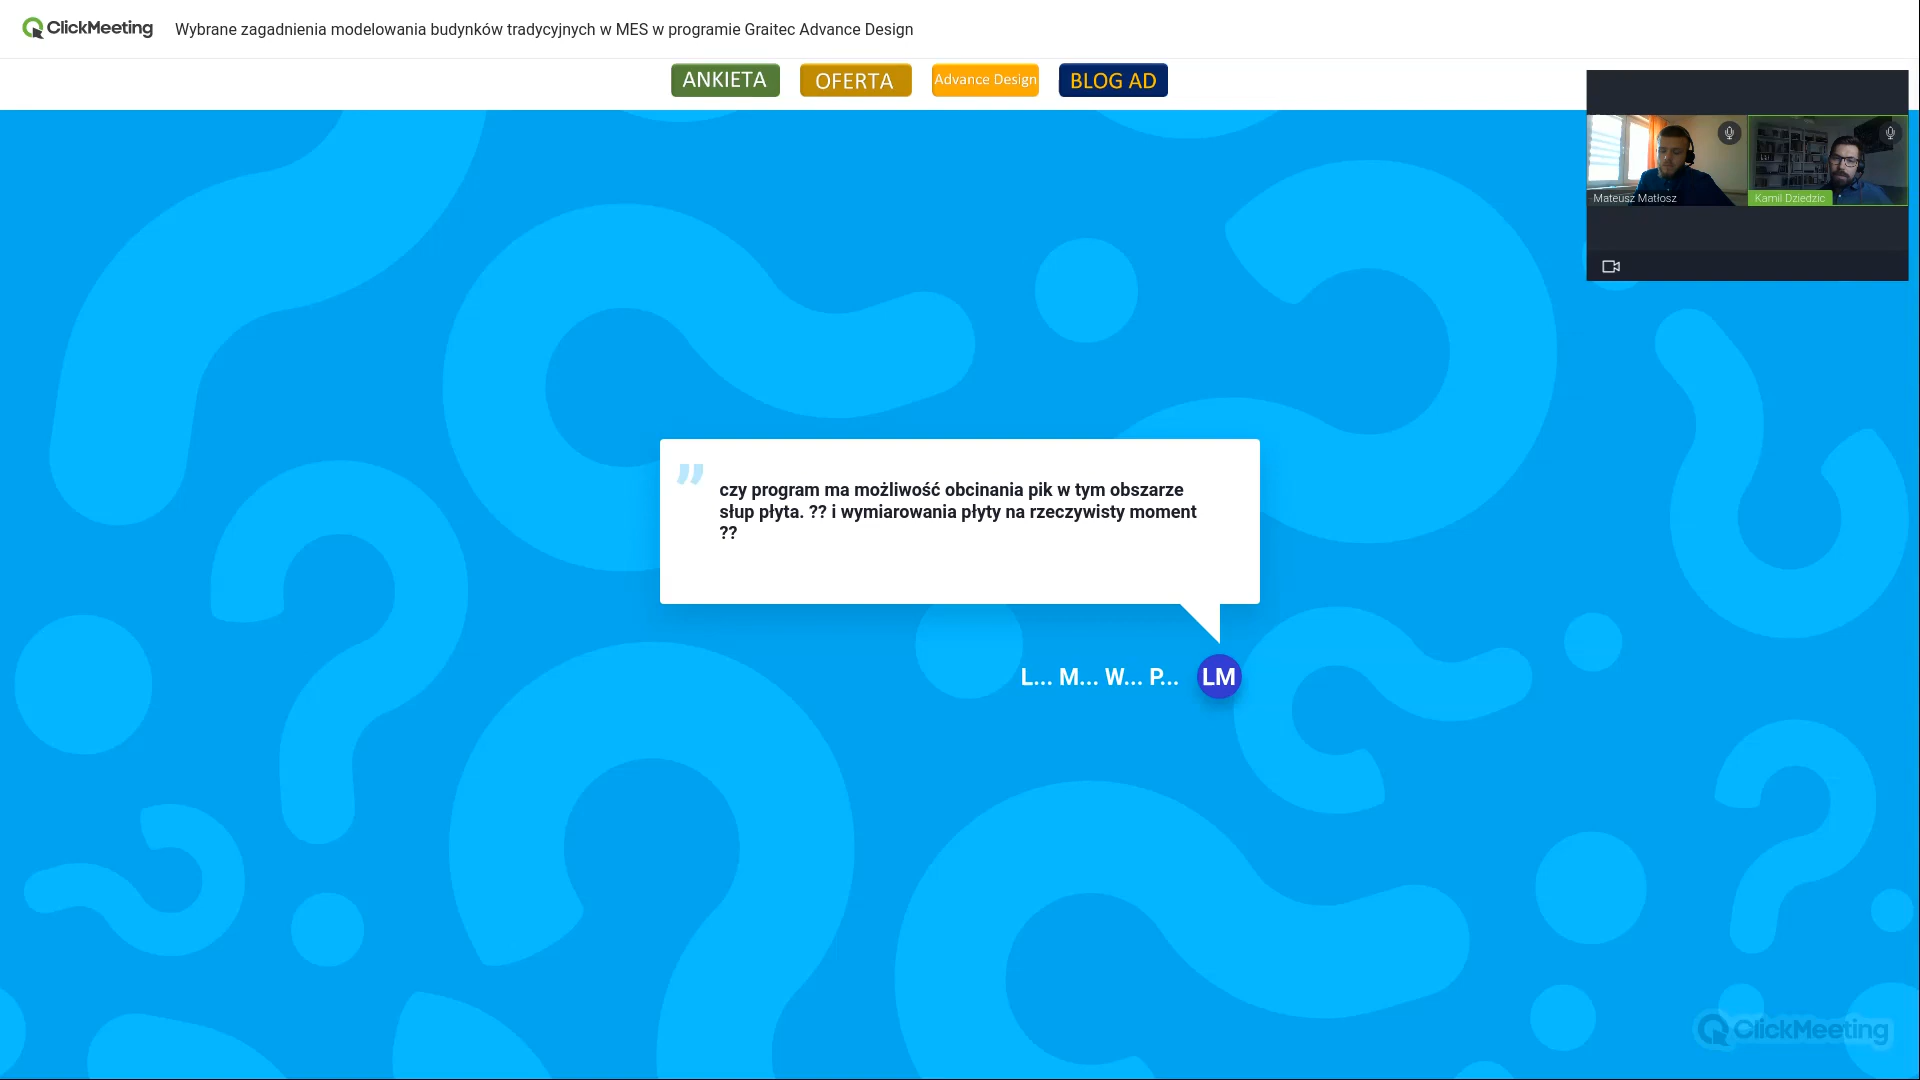 ClickMeeting
Wybrane zagadnienia modelowania budynków tradycyjnych w MES w programie Graitec Advance Design
ANKIETA
OFERTA
Advance Design
BLOG AD
Mateusz Matłosz
Kamil Dziedzic
czy program ma możliwość obcinania pik w tym obszarze
słup płyta. ?? i wymiarowania płyty na rzeczywisty moment
??
L... M... W... P...
LM
ClickMeeting